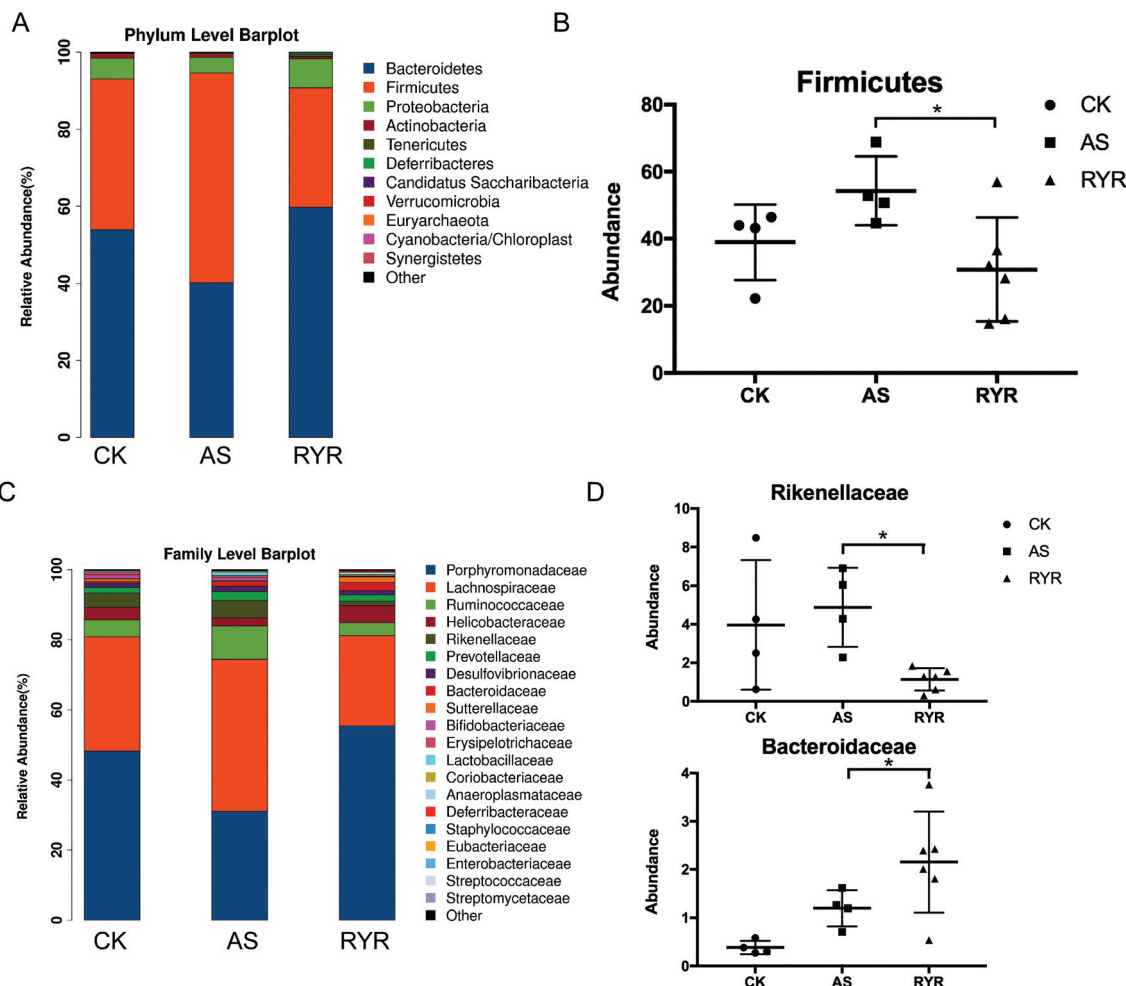 A
Phylum Level Barplot
Relative Abundance(%)
100
80
60
40
20
0
CK
AS
RYR
Bacteroidetes
Firmicutes
Proteobacteria
Actinobacteria
Tenericutes
Deferribacteres
Candidatus Saccharibacteria
Verrucomicrobia
Euryarchaeota
Cyanobacteria/Chloroplast
Synergistetes
Other
B
Firmicutes
Abundance
80
60
40
20
0
*
CK
AS
RYR
CK
AS
RYR
C
Family Level Barplot
Relative Abundance(%)
100
80
60
40
20
0
CK
AS
RYR
Porphyromonadaceae
Lachnospiraceae
Ruminococcaceae
Helicobacteraceae
Rikenellaceae
Prevotellaceae
Desulfovibrionaceae
Bacteroidaceae
Sutterellaceae
Bifidobacteriaceae
Erysipelotrichaceae
Lactobacillaceae
Coriobacteriaceae
Anaeroplasmataceae
Deferribacteraceae
Staphylococcaceae
Eubacteriaceae
Enterobacteriaceae
Streptococcaceae
Streptomycetaceae
Other
D
Rikenellaceae
Abundance
10
8
6
4
2
0
*
CK
AS
RYR
CK
AS
RYR
Bacteroidaceae
Abundance
4
3
2
1
0
*
CK
AS
RYR